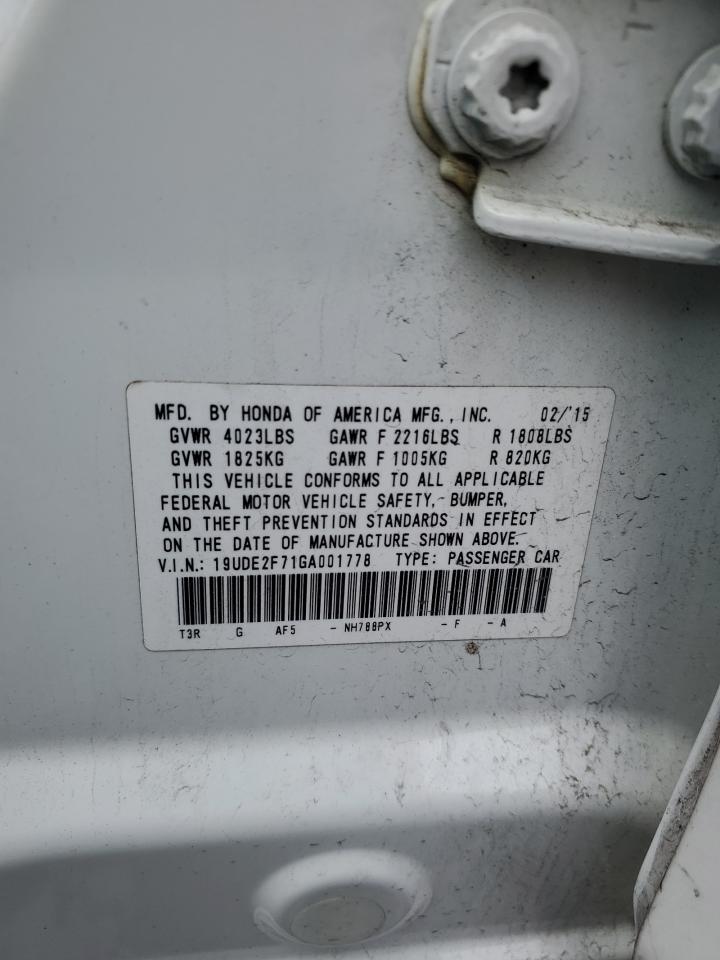 MFD. BY HONDA OF AMERICA MFG., INC. 02/'15
GVWR 4023LBS GAWR F 2216LBS R 1808LBS
GVWR 1825KG GAWR F 1005KG R 820KG
THIS VEHICLE CONFORMS TO ALL APPLICABLE
FEDERAL MOTOR VEHICLE SAFETY, BUMPER,
AND THEFT PREVENTION STANDARDS IN EFFECT
ON THE DATE OF MANUFACTURE SHOWN ABOVE.
V.I.N.: 19UDE2F71GA001778 TYPE: PASSENGER CAR
T3R G AF5 - NH788PX - F - A